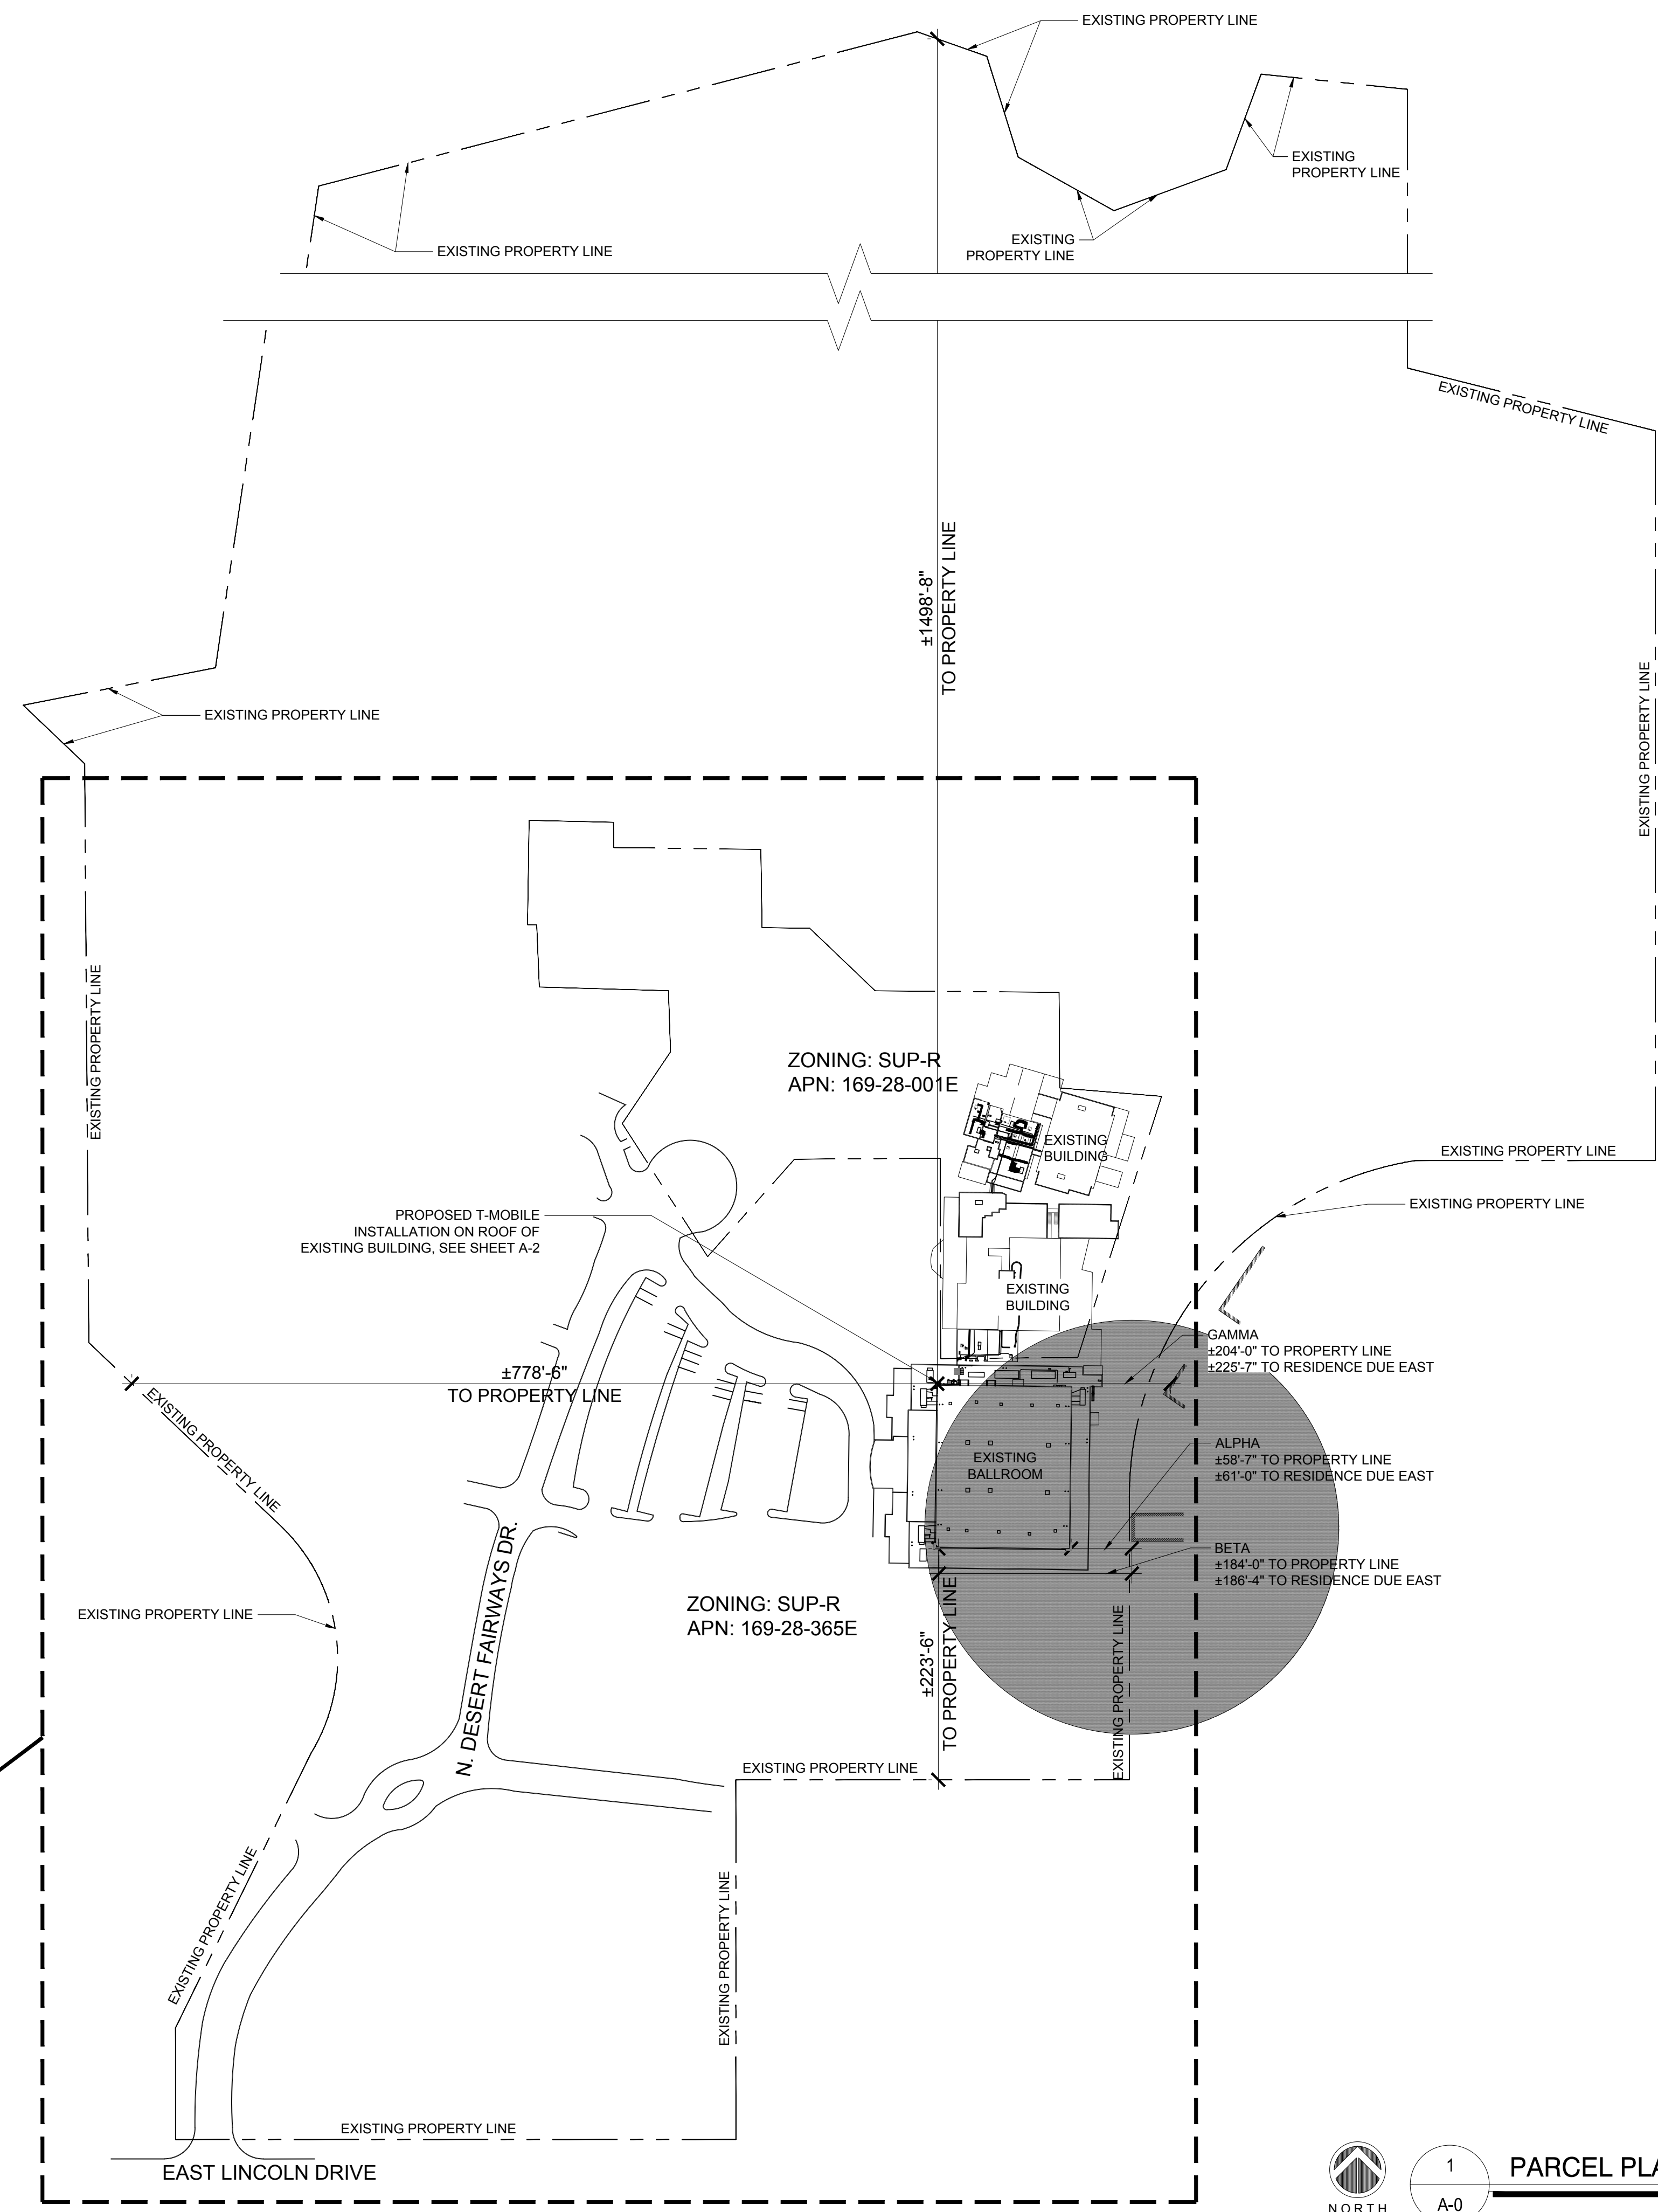 EXISTING PROPERTY LINE
EXISTING
PROPERTY LINE
EXISTING
PROPERTY LINE
EXISTING PROPERTY LINE
EXISTING PROPERTY LINE
±1498'-8"
TO PROPERTY LINE
EXISTING PROPERTY LINE
EXISTING PROPERTY LINE
EXISTING PROPERTY LINE
ZONING: SUP-R
APN: 169-28-001E
EXISTING
BUILDING
EXISTING PROPERTY LINE
EXISTING PROPERTY LINE
PROPOSED T-MOBILE
INSTALLATION ON ROOF OF
EXISTING BUILDING, SEE SHEET A-2
EXISTING
BUILDING
GAMMA
±204'-0" TO PROPERTY LINE
±225'-7" TO RESIDENCE DUE EAST
±778'-6"
TO PROPERTY LINE
EXISTING PROPERTY LINE
EXISTING
BALLROOM
ALPHA
±58'-7" TO PROPERTY LINE
±61'-0" TO RESIDENCE DUE EAST
BETA
±184'-0" TO PROPERTY LINE
±186'-4" TO RESIDENCE DUE EAST
N. DESERT FAIRWAYS DR.
EXISTING PROPERTY LINE
ZONING: SUP-R
APN: 169-28-365E
±223'-6"
TO PROPERTY LINE
EXISTING PROPERTY LINE
EXISTING PROPERTY LINE
EXISTING PROPERTY LINE
EXISTING PROPERTY LINE
EXISTING PROPERTY LINE
EAST LINCOLN DRIVE
NORTH
1
A-0
PARCEL